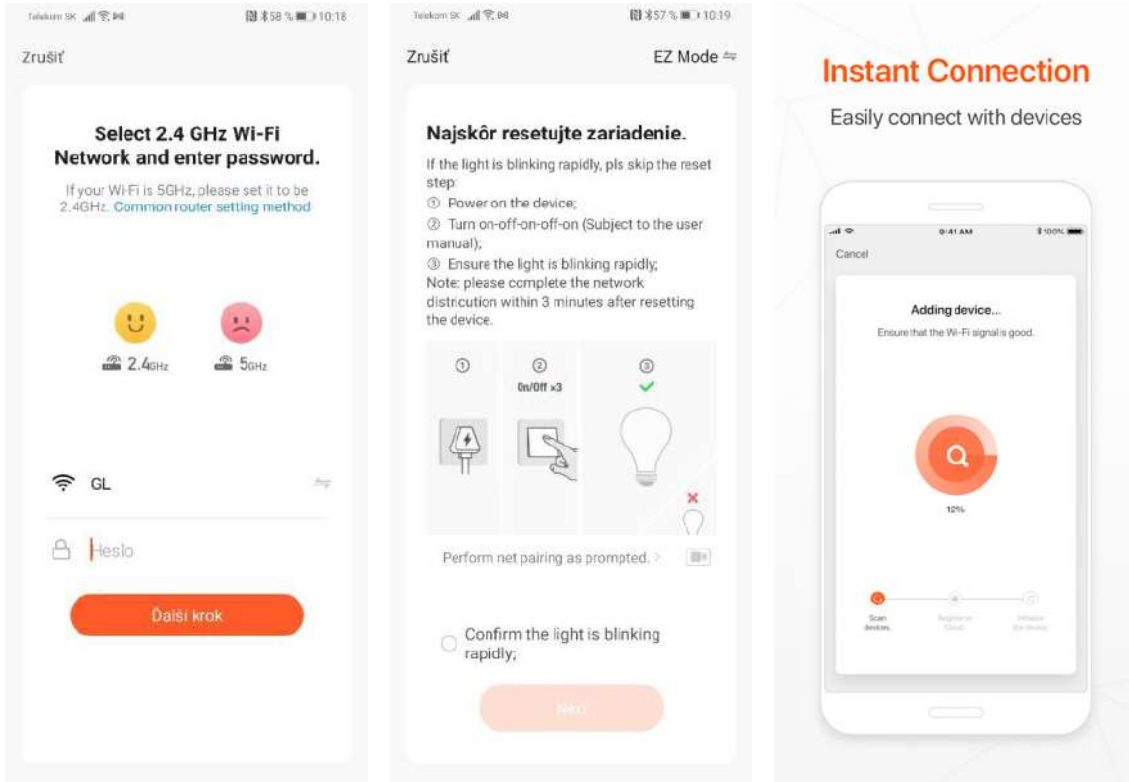 Telekom SK
58 % 10:18
Zrušiť
Select 2.4 GHz Wi-Fi
Network and enter password.
If your Wi-Fi is 5GHz, please set it to be
2.4GHz. Common router setting method
2.4GHz
5GHz
GL
Heslo
Ďalší krok
Telekom SK
57 % 10:19
Zrušiť
EZ Mode
Najskôr resetujte zariadenie.
If the light is blinking rapidly, pls skip the reset
step:
① Power on the device;
② Turn on-off-on-off-on (Subject to the user
manual);
③ Ensure the light is blinking rapidly;
Note: please complete the network
districution within 3 minutes after resetting
the device.
①
②
③
On/Off ×3
Perform net pairing as prompted. >
Confirm the light is blinking
rapidly;
Next
Instant Connection
Easily connect with devices
9:41 AM
100%
Cancel
Adding device...
Ensure that the Wi-Fi signal is good.
12%
Scan
devices.
Register on
Cloud.
Initialize
the device.